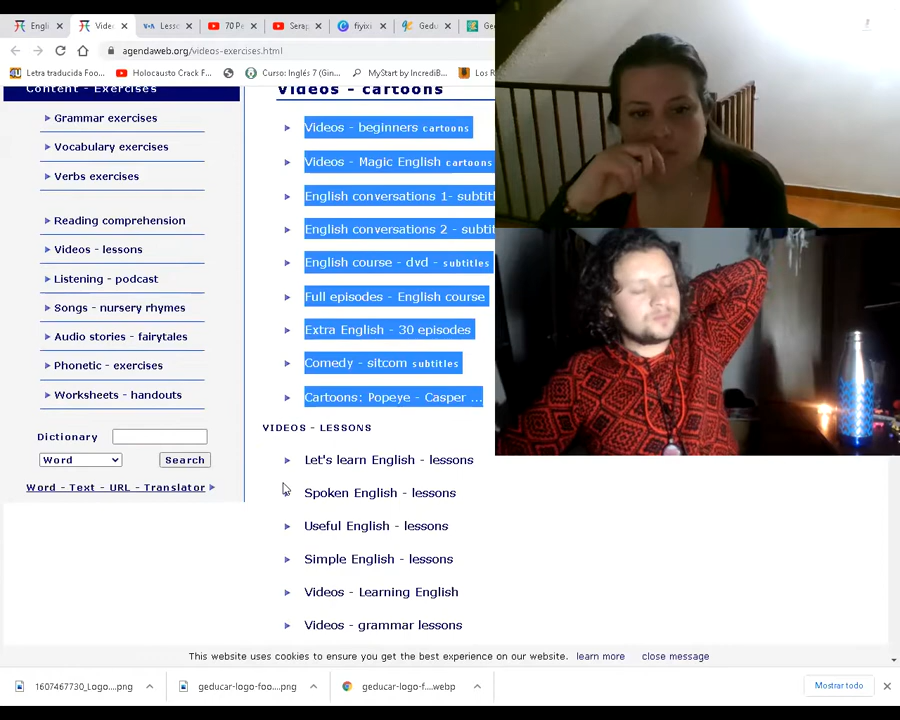 Engli
Vide
Lesso
70 Pe
Serap
fiyixi
Gedu
Ge
agendaweb.org/videos-exercises.html
Letra traducida Foo...
Holocausto Crack F...
Curso: Inglés 7 (Gin...
MyStart by IncrediB...
Los R
Content - Exercises
Videos - cartoons
Grammar exercises
Vocabulary exercises
Verbs exercises
Reading comprehension
Videos - lessons
Listening - podcast
Songs - nursery rhymes
Audio stories - fairytales
Phonetic - exercises
Worksheets - handouts
Dictionary
Word
Search
Word - Text - URL - Translator
Videos - beginners cartoons
Videos - Magic English cartoons
English conversations 1- subtit
English conversations 2 - subtit
English course - dvd - subtitles
Full episodes - English course
Extra English - 30 episodes
Comedy - sitcom subtitles
Cartoons: Popeye - Casper ...
VIDEOS - LESSONS
Let's learn English - lessons
Spoken English - lessons
Useful English - lessons
Simple English - lessons
Videos - Learning English
Videos - grammar lessons
This website uses cookies to ensure you get the best experience on our website. learn more close message
1607467730_Logo....png
geducar-logo-foo....png
geducar-logo-f....webp
Mostrar todo